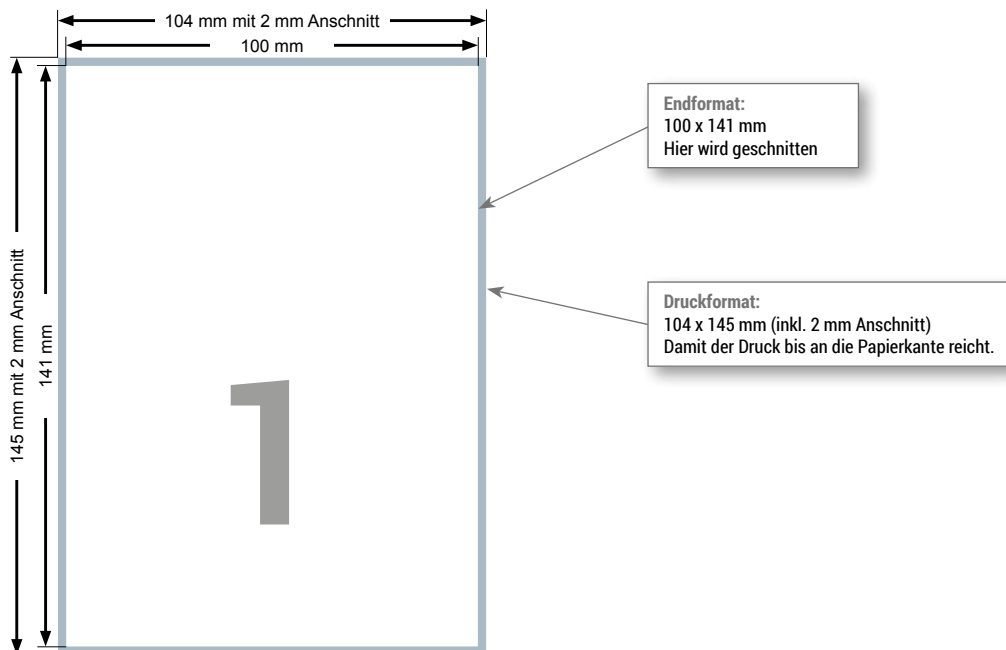 104 mm mit 2 mm Anschnitt
100 mm
Endformat:
100 x 141 mm
Hier wird geschnitten
145 mm mit 2 mm Anschnitt
141 mm
Druckformat:
104 x 145 mm (inkl. 2 mm Anschnitt)
Damit der Druck bis an die Papierkante reicht.
1